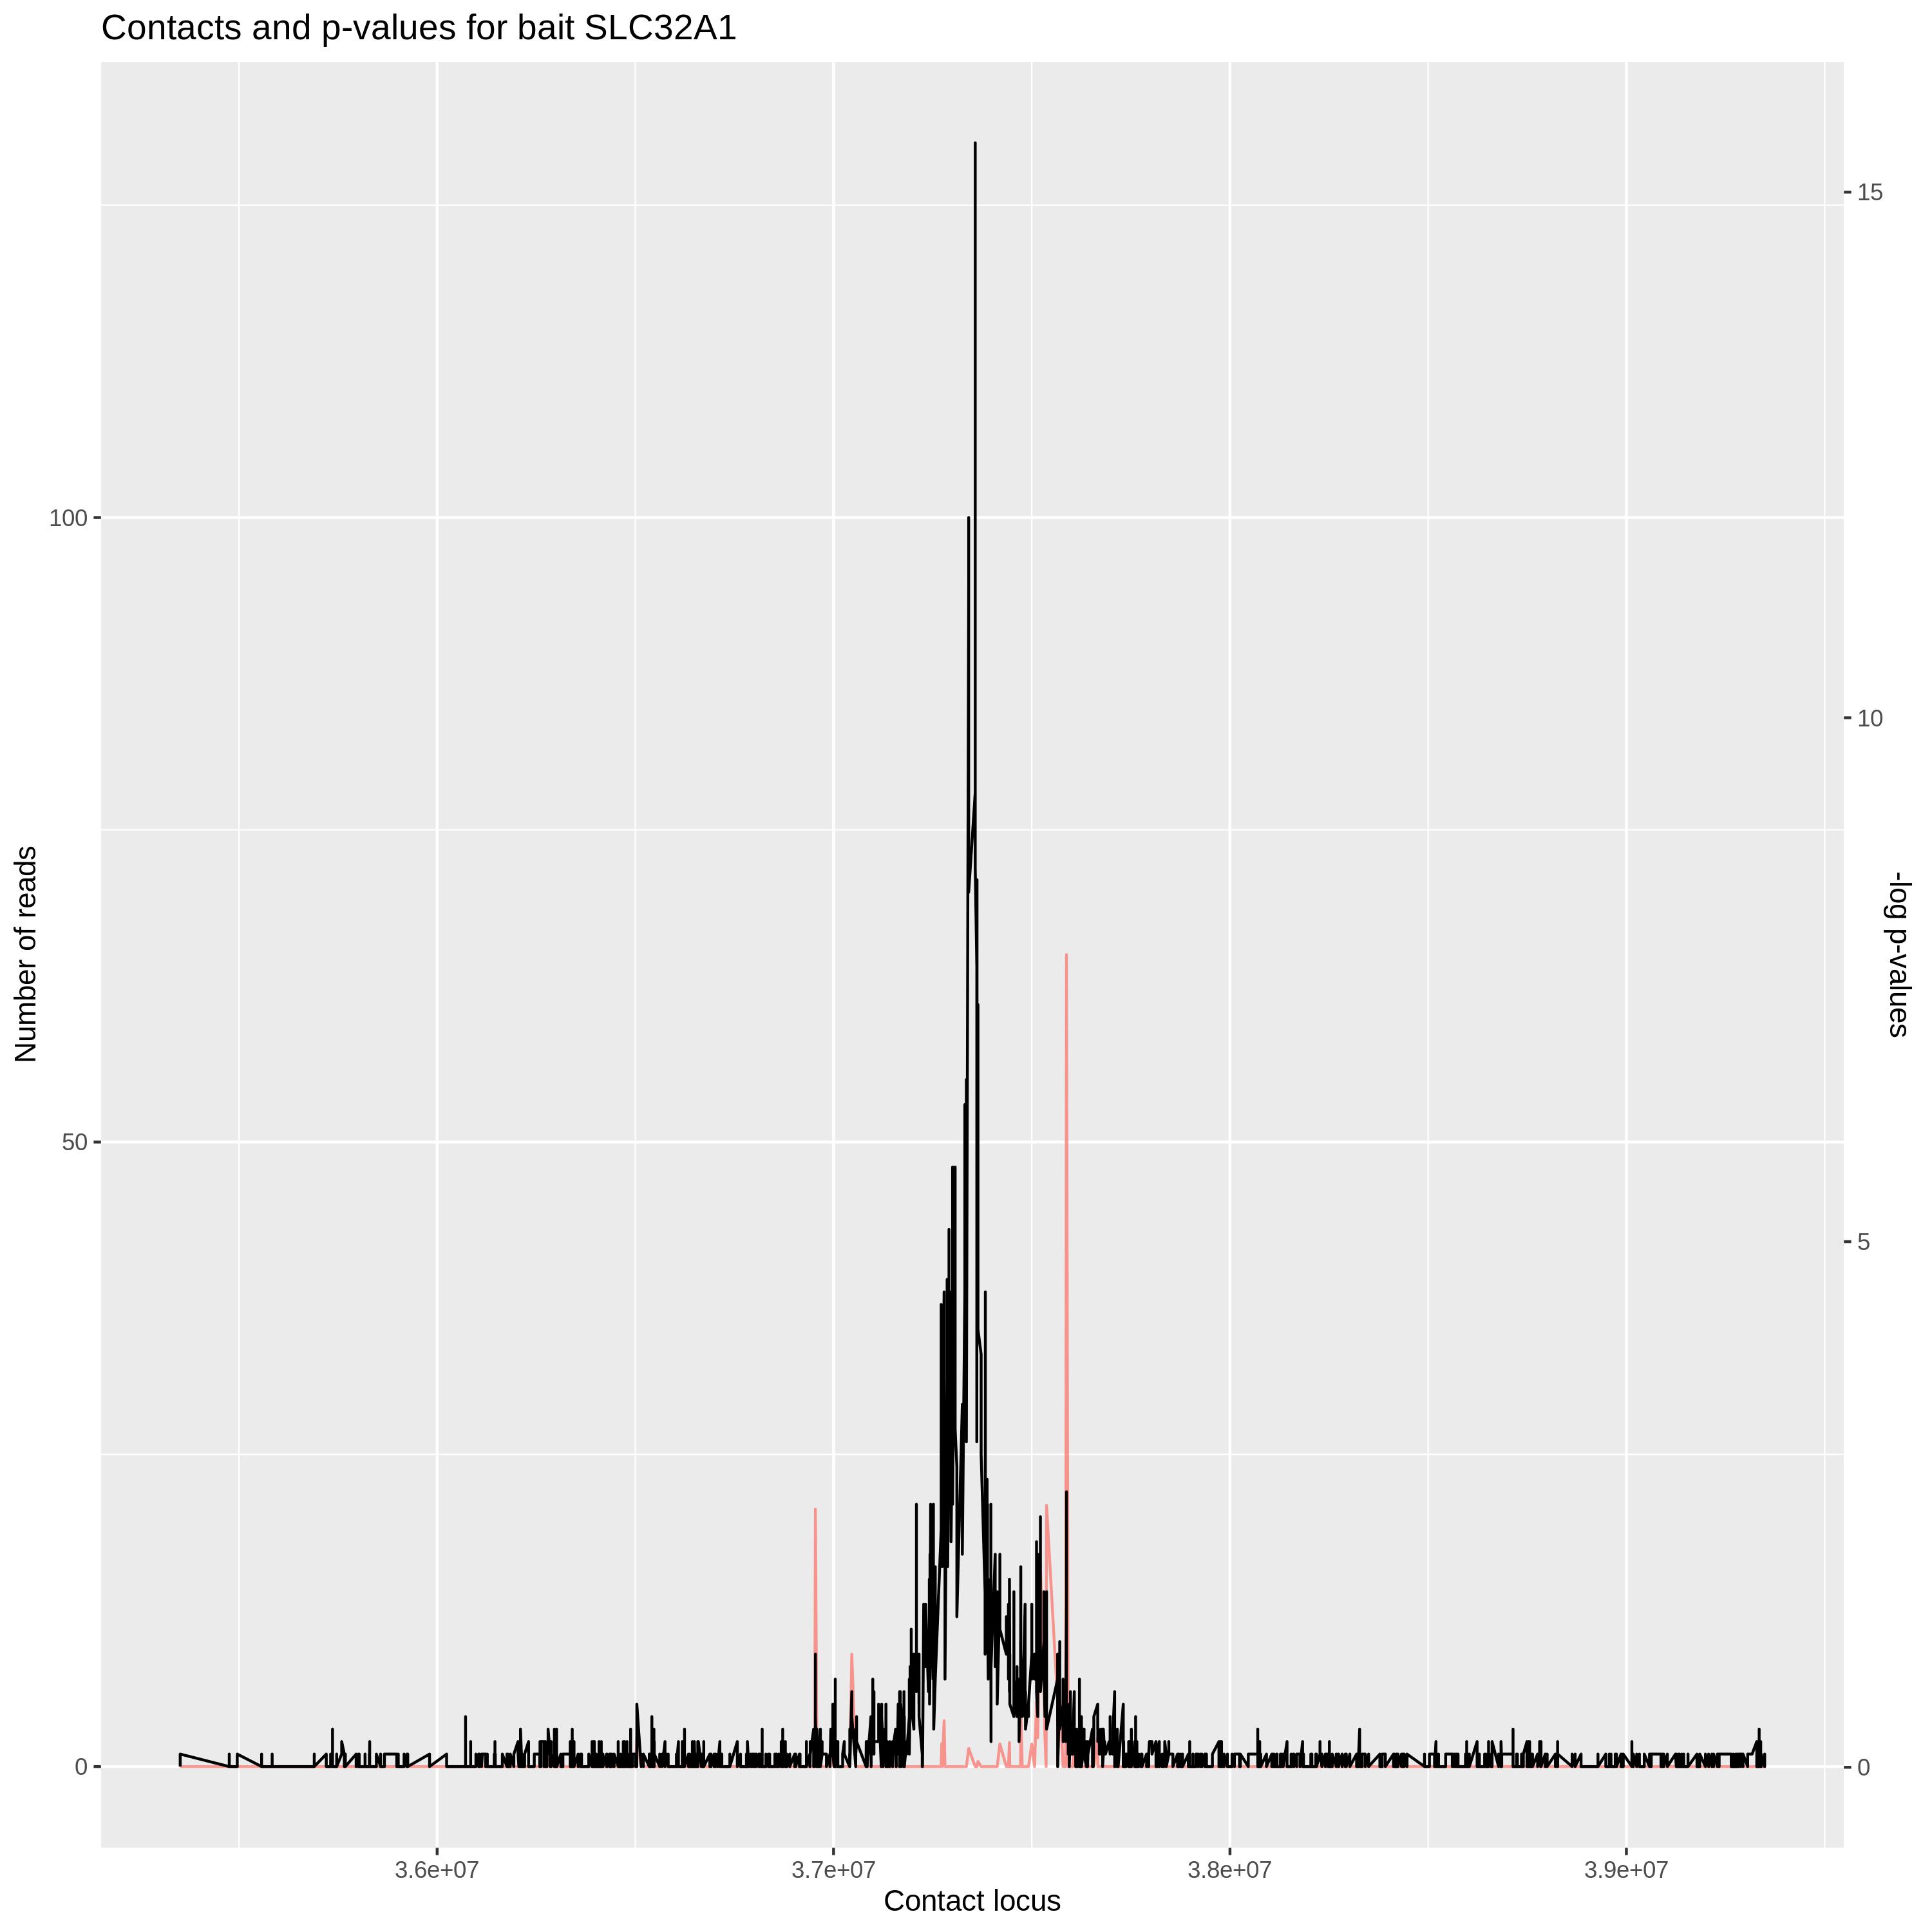 Contacts and p-values for bait SLC32A1
15
100
10
Number of reads
-log p-values
50
5
0
0
3.6e+07
3.7e+07
3.8e+07
3.9e+07
Contact locus